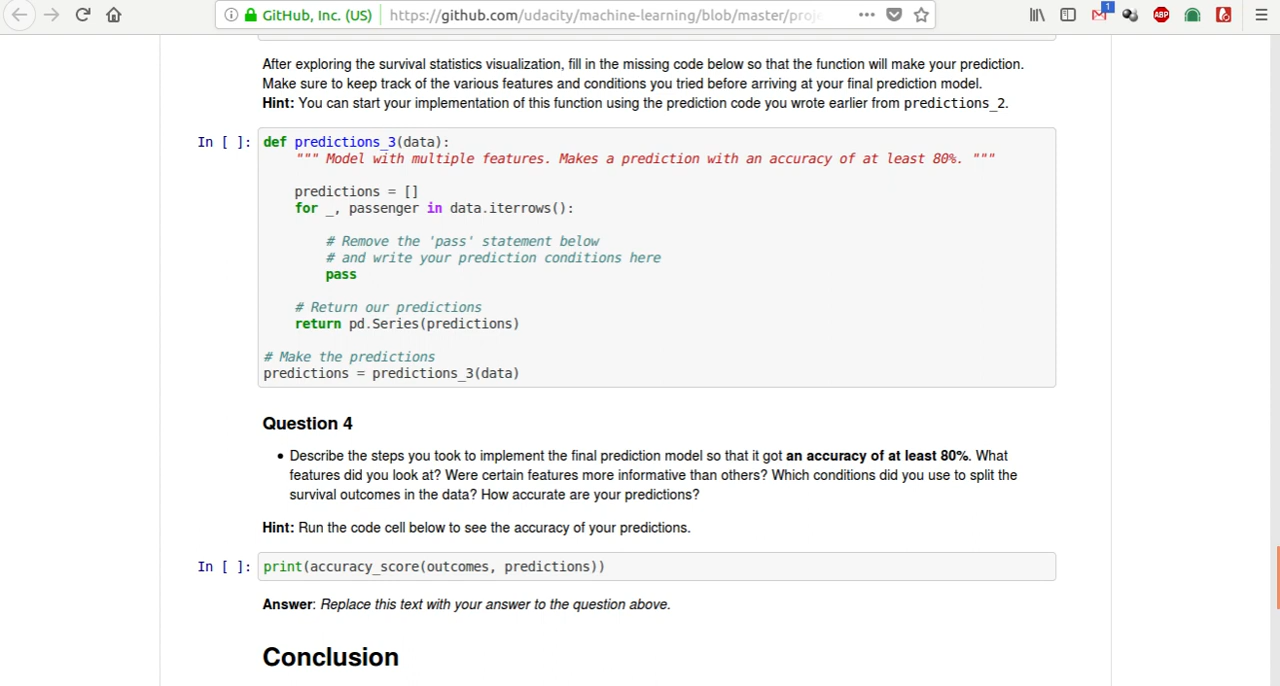 GitHub, Inc. (US) https://github.com/udacity/machine-learning/blob/master/proje
1
ABP
After exploring the survival statistics visualization, fill in the missing code below so that the function will make your prediction.
Make sure to keep track of the various features and conditions you tried before arriving at your final prediction model.
Hint: You can start your implementation of this function using the prediction code you wrote earlier from predictions_2.
In [ ]: def predictions_3(data):
""" Model with multiple features. Makes a prediction with an accuracy of at least 80%. """
predictions = []
for _, passenger in data.iterrows():
# Remove the 'pass' statement below
# and write your prediction conditions here
pass
# Return our predictions
return pd.Series(predictions)
# Make the predictions
predictions = predictions_3(data)
Question 4
• Describe the steps you took to implement the final prediction model so that it got an accuracy of at least 80%. What
features did you look at? Were certain features more informative than others? Which conditions did you use to split the
survival outcomes in the data? How accurate are your predictions?
Hint: Run the code cell below to see the accuracy of your predictions.
In [ ]: print(accuracy_score(outcomes, predictions))
Answer: Replace this text with your answer to the question above.
Conclusion